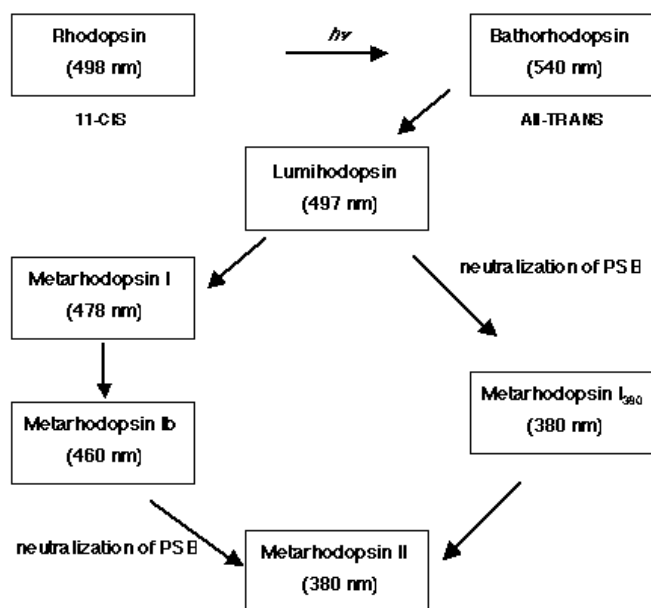 Rhodopsin
(498 nm)
hv
Bathorhodopsin
(540 nm)
11-CIS
All-TRANS
Lumihodopsin
(497 nm)
neutralization of PSB
Metarhodopsin I
(478 nm)
Metarhodopsin Ib
(460 nm)
Metarhodopsin I380
(380 nm)
neutralization of PSB
Metarhodopsin II
(380 nm)